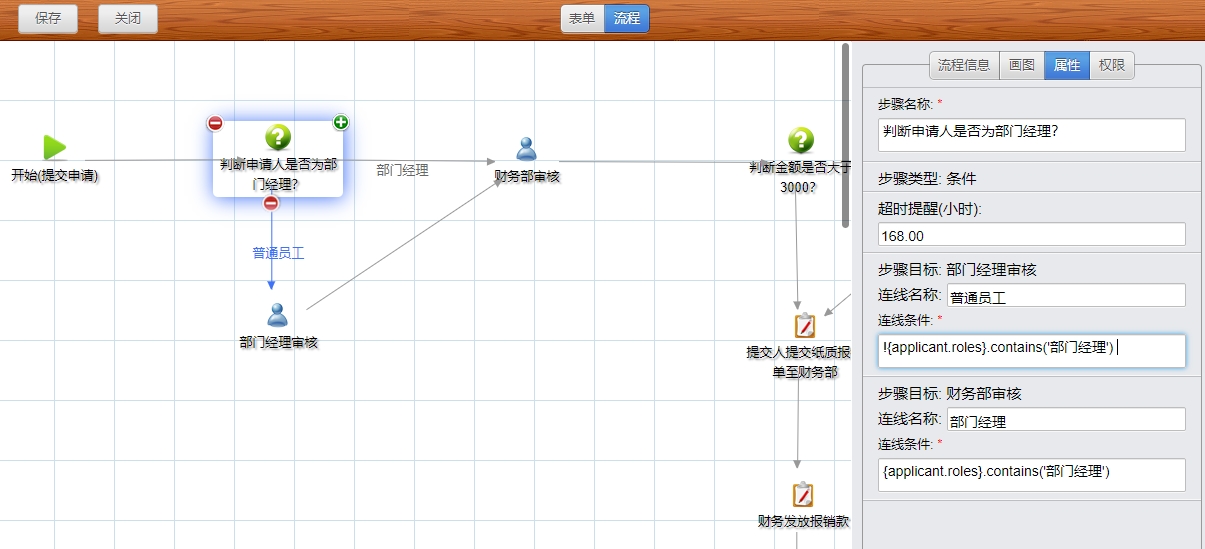 保存
关闭
表单
流程
开始(提交申请)
判断申请人是否为部
门经理?
部门经理
财务部审核
判断金额是否大于
3000?
普通员工
部门经理审核
提交人提交纸质报
单至财务部
财务发放报销款
流程信息
画图
属性
权限
步骤名称: *
判断申请人是否为部门经理?
步骤类型: 条件
超时提醒(小时):
168.00
步骤目标: 部门经理审核
连线名称: 普通员工
连线条件: *
!{applicant.roles}.contains('部门经理')
步骤目标: 财务部审核
连线名称: 部门经理
连线条件: *
{applicant.roles}.contains('部门经理')